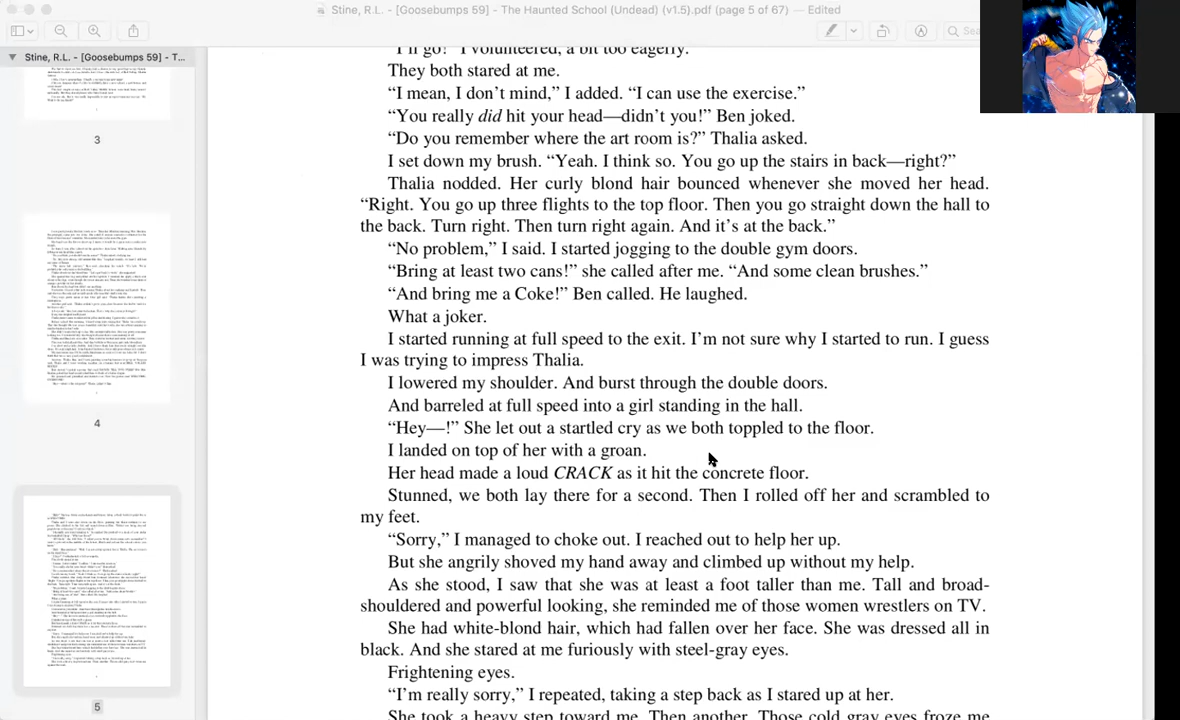 Stine, R.L. - [Goosebumps 59] - The Haunted School (Undead) (v1.5).pdf (page 5 of 67) — Edited
Stine, R.L. - [Goosebumps 59] - T...
3
4
5
"I'll go!" I volunteered, a bit too eagerly.
They both stared at me.
“I mean, I don’t mind,” I added. “I can use the exercise.”
“You really did hit your head—didn’t you!” Ben joked.
“Do you remember where the art room is?” Thalia asked.
I set down my brush. “Yeah. I think so. You go up the stairs in back—right?”
Thalia nodded. Her curly blond hair bounced whenever she moved her head.
“Right. You go up three flights to the top floor. Then you go straight down the hall to
the back. Turn right. Then turn right again. And it’s at the back.”
“No problem,” I said. I started jogging to the double gym doors.
“Bring at least two cans!” she called after me. “And some clean brushes.”
“And bring me a Coke!” Ben called. He laughed.
What a joker.
I started running full speed to the exit. I’m not sure why I started to run. I guess
I was trying to impress Thalia.
I lowered my shoulder. And burst through the double doors.
And barreled at full speed into a girl standing in the hall.
“Hey—!” She let out a startled cry as we both toppled to the floor.
I landed on top of her with a groan.
Her head made a loud CRACK as it hit the concrete floor.
Stunned, we both lay there for a second. Then I rolled off her and scrambled to
my feet.
“Sorry,” I managed to choke out. I reached out to help her up.
But she angrily shoved my hand away and climbed up without my help.
As she stood up, I saw that she was at least a foot taller than me. Tall and broad-
shouldered and powerful-looking, she reminded me of those women wrestlers on TV.
She had white-blond hair, which had fallen over her face. She was dressed all in
black. And she stared at me furiously with steel-gray eyes.
Frightening eyes.
“I’m really sorry,” I repeated, taking a step back as I stared up at her.
She took a heavy step toward me. Then another. Those cold gray eyes froze me